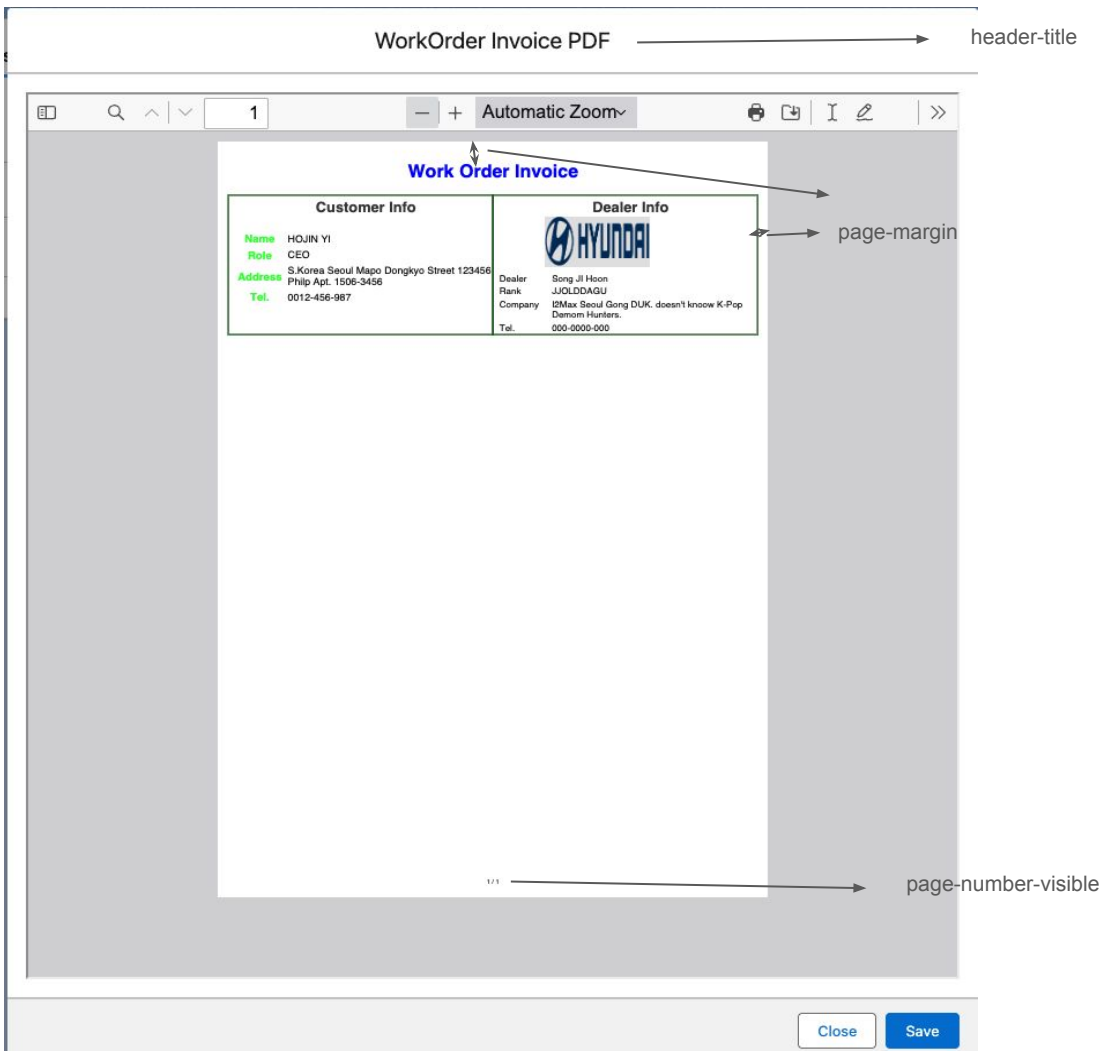 WorkOrder Invoice PDF
header-title
1
Automatic Zoom
Work Order Invoice
Customer Info
Name HOJIN YI
Role CEO
Address S.Korea Seoul Mapo Dongkyo Street 123456
Philp Apt. 1506-3456
Tel. 0012-456-987
Dealer Info
HYUNDAI
Dealer Song JI Hoon
Rank JJOLDDAGU
Company I2Max Seoul Gong DUK. doesn't knoow K-Pop
Demom Hunters.
Tel. 000-0000-000
page-margin
1/1
page-number-visible
Close
Save